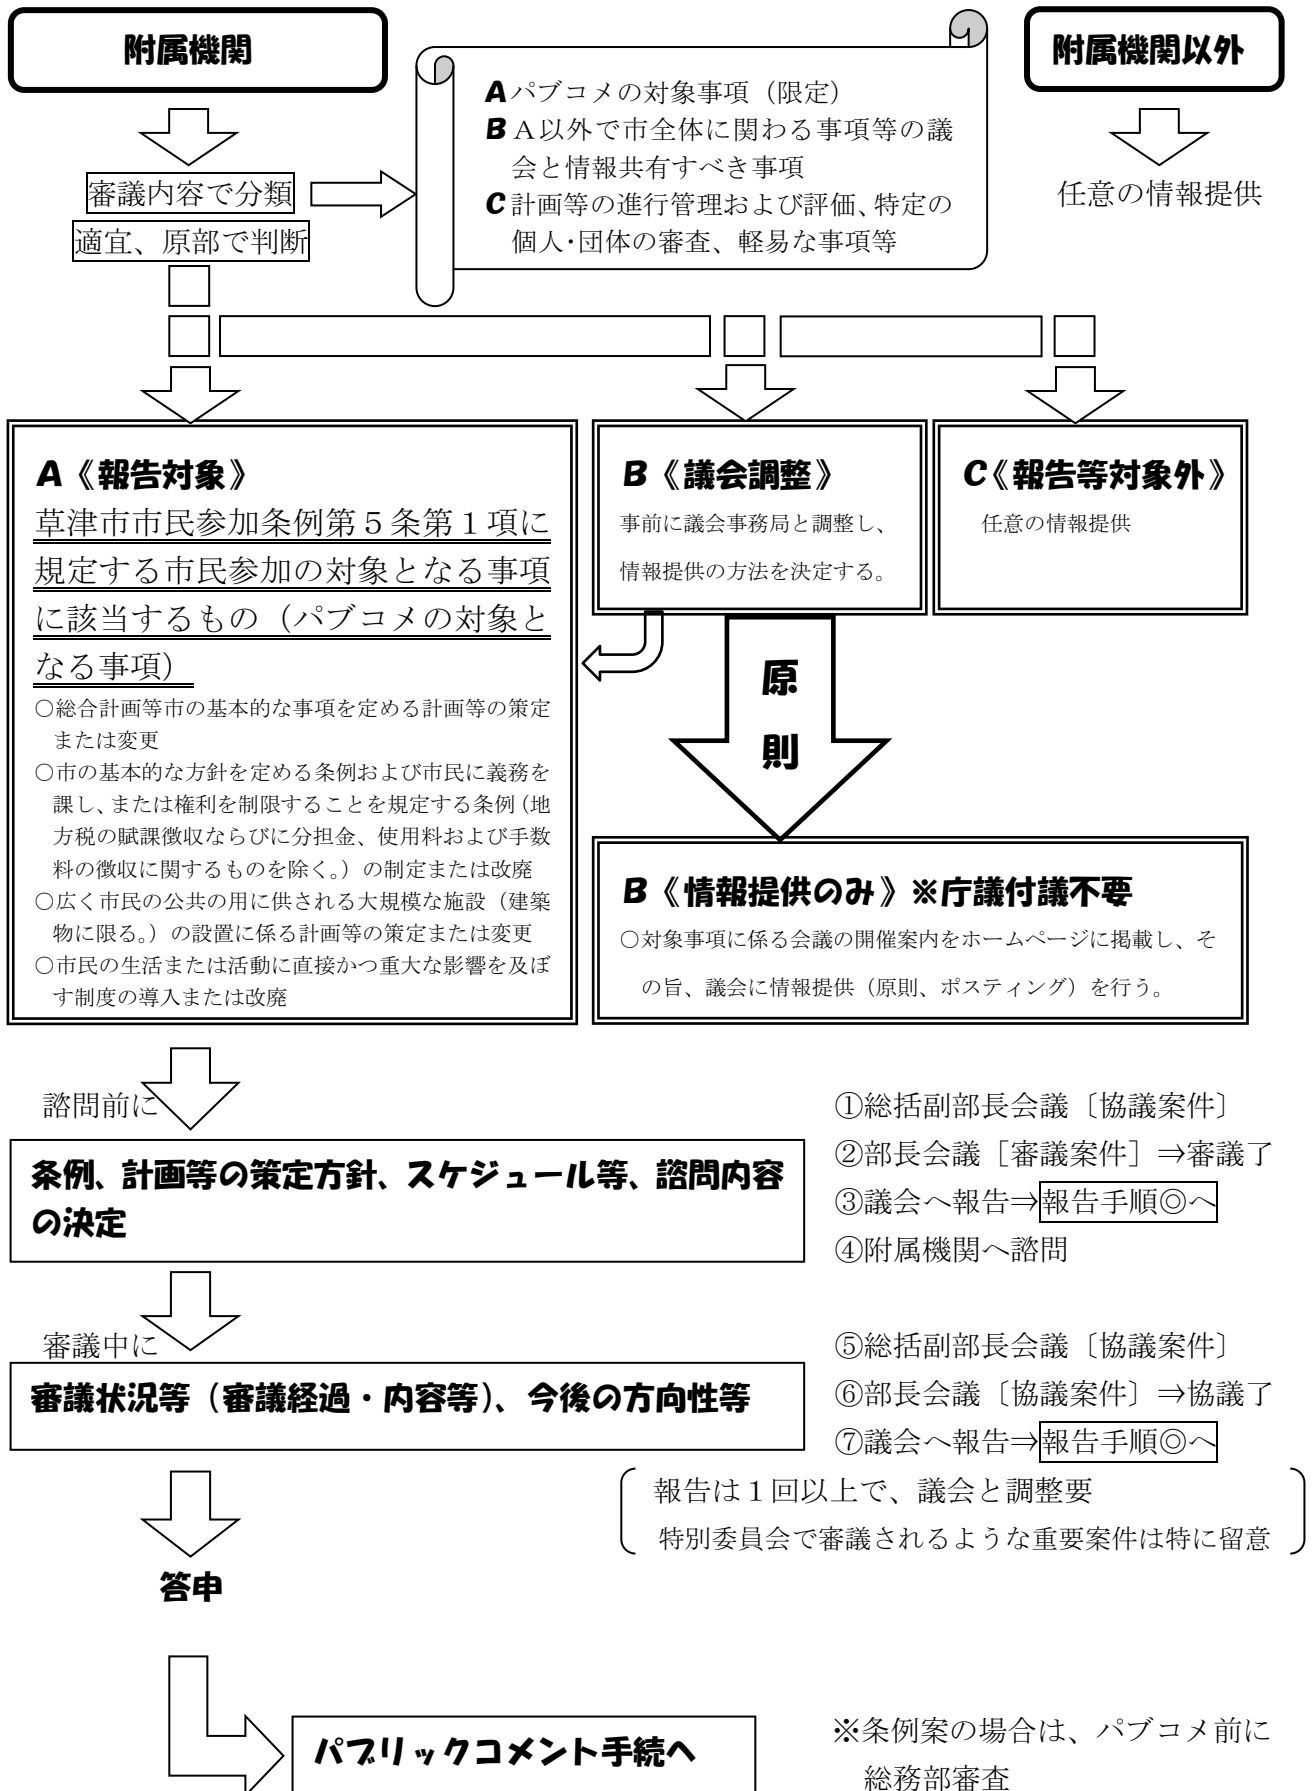 附属機関
附属機関以外
Aパブコメの対象事項（限定）
BA以外で市全体に関わる事項等の議
会と情報共有すべき事項
C計画等の進行管理および評価、特定の
個人・団体の審査、軽易な事項等
審議内容で分類
適宜、原部で判断
任意の情報提供
A《報告対象》
草津市市民参加条例第５条第１項に
規定する市民参加の対象となる事項
に該当するもの（パブコメの対象と
なる事項）
○総合計画等市の基本的な事項を定める計画等の策定
または変更
○市の基本的な方針を定める条例および市民に義務を
課し、または権利を制限することを規定する条例（地
方税の賦課徴収ならびに分担金、使用料および手数
料の徴収に関するものを除く。）の制定または改廃
○広く市民の公共の用に供される大規模な施設（建築
物に限る。）の設置に係る計画等の策定または変更
○市民の生活または活動に直接かつ重大な影響を及ぼ
す制度の導入または改廃
B《議会調整》
事前に議会事務局と調整し、
情報提供の方法を決定する。
C《報告等対象外》
任意の情報提供
原
則
B《情報提供のみ》※庁議付議不要
○対象事項に係る会議の開催案内をホームページに掲載し、そ
の旨、議会に情報提供（原則、ポスティング）を行う。
諮問前に
条例、計画等の策定方針、スケジュール等、諮問内容
の決定
①総括副部長会議〔協議案件〕
②部長会議［審議案件］⇒審議了
③議会へ報告⇒報告手順◎へ
④附属機関へ諮問
審議中に
審議状況等（審議経過・内容等）、今後の方向性等
⑤総括副部長会議〔協議案件〕
⑥部長会議〔協議案件〕⇒協議了
⑦議会へ報告⇒報告手順◎へ
報告は１回以上で、議会と調整要
特別委員会で審議されるような重要案件は特に留意
答申
パブリックコメント手続へ
※条例案の場合は、パブコメ前に
総務部審査